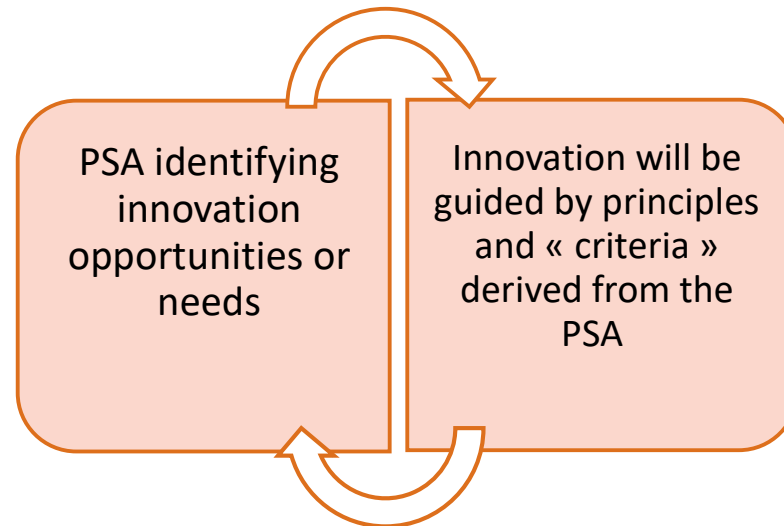 PSA identifying
innovation
opportunities or
needs
Innovation will be
guided by principles
and « criteria »
derived from the
PSA